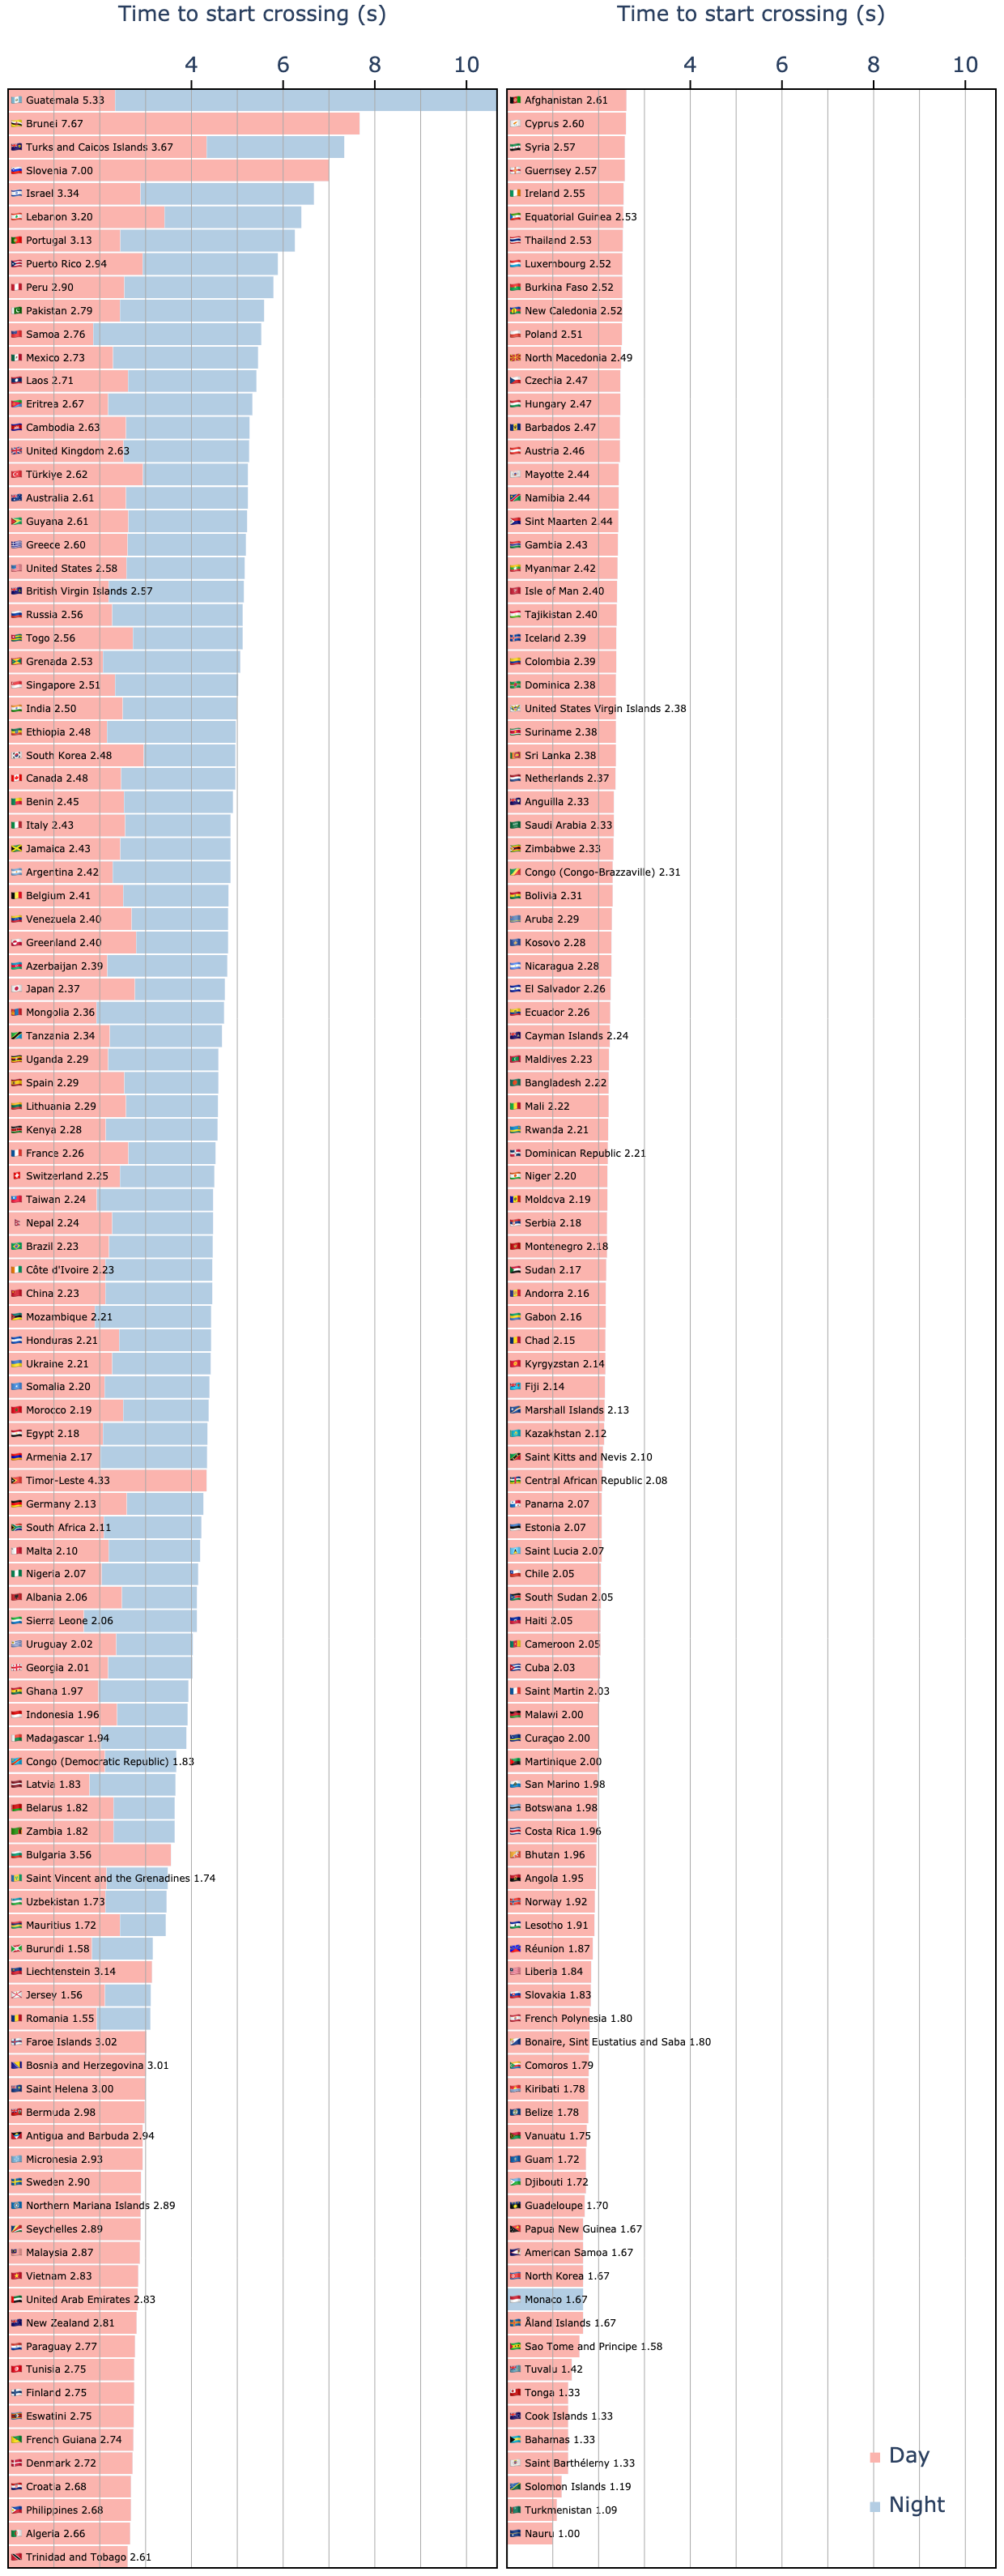 Time to start crossing (s)
4 6 8 10
Guatemala 5.33
Brunei 7.67
Turks and Caicos Islands 3.67
Slovenia 7.00
Israel 3.34
Lebanon 3.20
Portugal 3.13
Puerto Rico 2.94
Peru 2.90
Pakistan 2.79
Samoa 2.76
Mexico 2.73
Laos 2.71
Eritrea 2.67
Cambodia 2.63
United Kingdom 2.63
Türkiye 2.62
Australia 2.61
Guyana 2.61
Greece 2.60
United States 2.58
British Virgin Islands 2.57
Russia 2.56
Togo 2.56
Grenada 2.53
Singapore 2.51
India 2.50
Ethiopia 2.48
South Korea 2.48
Canada 2.48
Benin 2.45
Italy 2.43
Jamaica 2.43
Argentina 2.42
Belgium 2.41
Venezuela 2.40
Greenland 2.40
Azerbaijan 2.39
Japan 2.37
Mongolia 2.36
Tanzania 2.34
Uganda 2.29
Spain 2.29
Lithuania 2.29
Kenya 2.28
France 2.26
Switzerland 2.25
Taiwan 2.24
Nepal 2.24
Brazil 2.23
Côte d'Ivoire 2.23
China 2.23
Mozambique 2.21
Honduras 2.21
Ukraine 2.21
Somalia 2.20
Morocco 2.19
Egypt 2.18
Armenia 2.17
Timor-Leste 4.33
Germany 2.13
South Africa 2.11
Malta 2.10
Nigeria 2.07
Albania 2.06
Sierra Leone 2.06
Uruguay 2.02
Georgia 2.01
Ghana 1.97
Indonesia 1.96
Madagascar 1.94
Congo (Democratic Republic) 1.83
Latvia 1.83
Belarus 1.82
Zambia 1.82
Bulgaria 3.56
Saint Vincent and the Grenadines 1.74
Uzbekistan 1.73
Mauritius 1.72
Burundi 1.58
Liechtenstein 3.14
Jersey 1.56
Romania 1.55
Faroe Islands 3.02
Bosnia and Herzegovina 3.01
Saint Helena 3.00
Bermuda 2.98
Antigua and Barbuda 2.94
Micronesia 2.93
Sweden 2.90
Northern Mariana Islands 2.89
Seychelles 2.89
Malaysia 2.87
Vietnam 2.83
United Arab Emirates 2.83
New Zealand 2.81
Paraguay 2.77
Tunisia 2.75
Finland 2.75
Eswatini 2.75
French Guiana 2.74
Denmark 2.72
Croatia 2.68
Philippines 2.68
Algeria 2.66
Trinidad and Tobago 2.61
Time to start crossing (s)
4 6 8 10
Afghanistan 2.61
Cyprus 2.60
Syria 2.57
Guernsey 2.57
Ireland 2.55
Equatorial Guinea 2.53
Thailand 2.53
Luxembourg 2.52
Burkina Faso 2.52
New Caledonia 2.52
Poland 2.51
North Macedonia 2.49
Czechia 2.47
Hungary 2.47
Barbados 2.47
Austria 2.46
Mayotte 2.44
Namibia 2.44
Sint Maarten 2.44
Gambia 2.43
Myanmar 2.42
Isle of Man 2.40
Tajikistan 2.40
Iceland 2.39
Colombia 2.39
Dominica 2.38
United States Virgin Islands 2.38
Suriname 2.38
Sri Lanka 2.38
Netherlands 2.37
Anguilla 2.33
Saudi Arabia 2.33
Zimbabwe 2.33
Congo (Congo-Brazzaville) 2.31
Bolivia 2.31
Aruba 2.29
Kosovo 2.28
Nicaragua 2.28
El Salvador 2.26
Ecuador 2.26
Cayman Islands 2.24
Maldives 2.23
Bangladesh 2.22
Mali 2.22
Rwanda 2.21
Dominican Republic 2.21
Niger 2.20
Moldova 2.19
Serbia 2.18
Montenegro 2.18
Sudan 2.17
Andorra 2.16
Gabon 2.16
Chad 2.15
Kyrgyzstan 2.14
Fiji 2.14
Marshall Islands 2.13
Kazakhstan 2.12
Saint Kitts and Nevis 2.10
Central African Republic 2.08
Panama 2.07
Estonia 2.07
Saint Lucia 2.07
Chile 2.05
South Sudan 2.05
Haiti 2.05
Cameroon 2.05
Cuba 2.03
Saint Martin 2.03
Malawi 2.00
Curaçao 2.00
Martinique 2.00
San Marino 1.98
Botswana 1.98
Costa Rica 1.96
Bhutan 1.96
Angola 1.95
Norway 1.92
Lesotho 1.91
Réunion 1.87
Liberia 1.84
Slovakia 1.83
French Polynesia 1.80
Bonaire, Sint Eustatius and Saba 1.80
Comoros 1.79
Kiribati 1.78
Belize 1.78
Vanuatu 1.75
Guam 1.72
Djibouti 1.72
Guadeloupe 1.70
Papua New Guinea 1.67
American Samoa 1.67
North Korea 1.67
Monaco 1.67
Åland Islands 1.67
Sao Tome and Principe 1.58
Tuvalu 1.42
Tonga 1.33
Cook Islands 1.33
Bahamas 1.33
Saint Barthélemy 1.33
Solomon Islands 1.19
Turkmenistan 1.09
Nauru 1.00
Day
Night